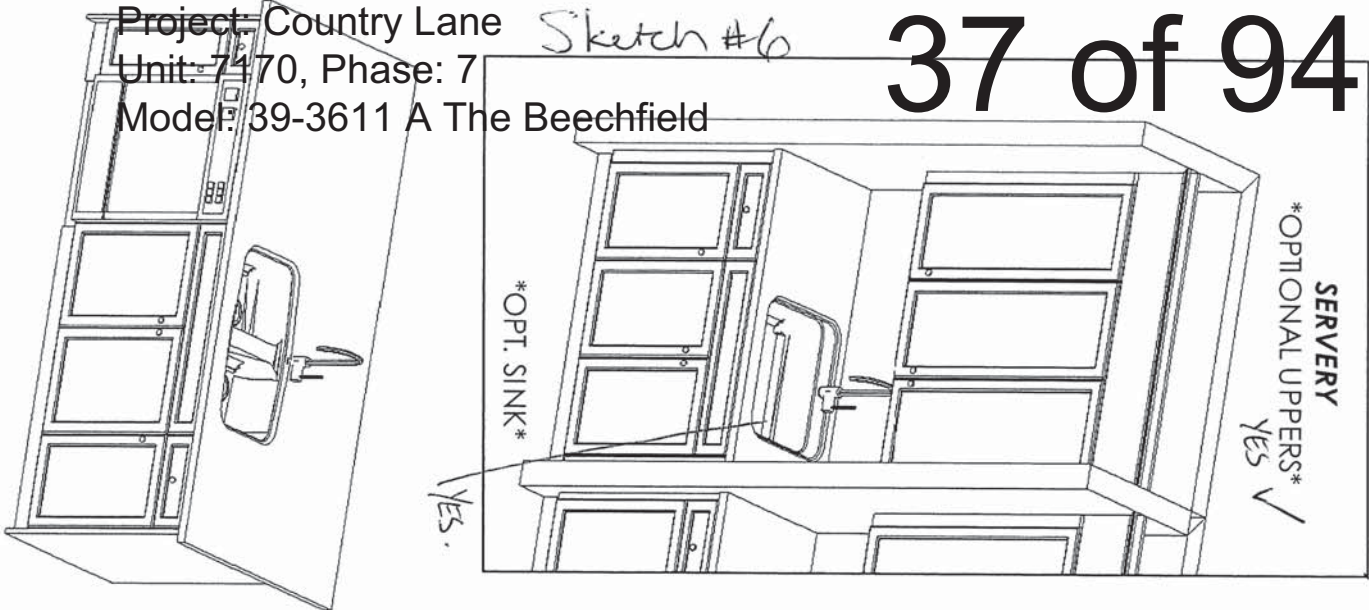 Project: Country Lane
Unit: 7170, Phase: 7
Model: 39-3611 A The Beechfield
Sketch #6
37 of 94
SERVERY
*OPTIONAL UPPERS*
YES ✓
*OPT. SINK*
YES.